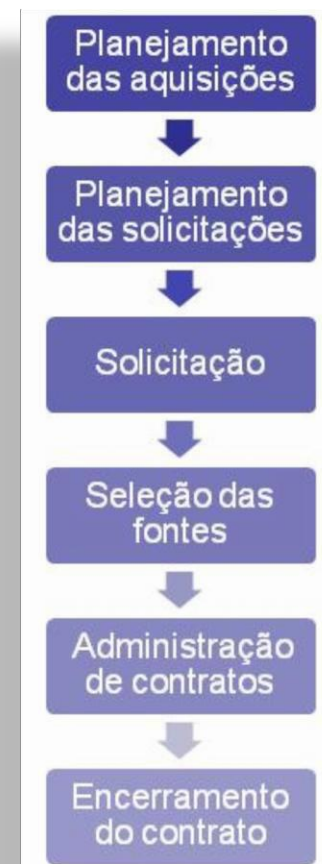 Planejamento
das aquisições
Planejamento
das solicitações
Solicitação
Seleção das
fontes
Administração
de contratos
Encerramento
do contrato